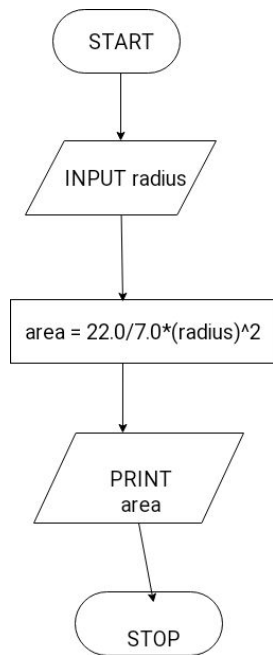 START
INPUT radius
area = 22.0/7.0*(radius)^2
PRINT
area
STOP